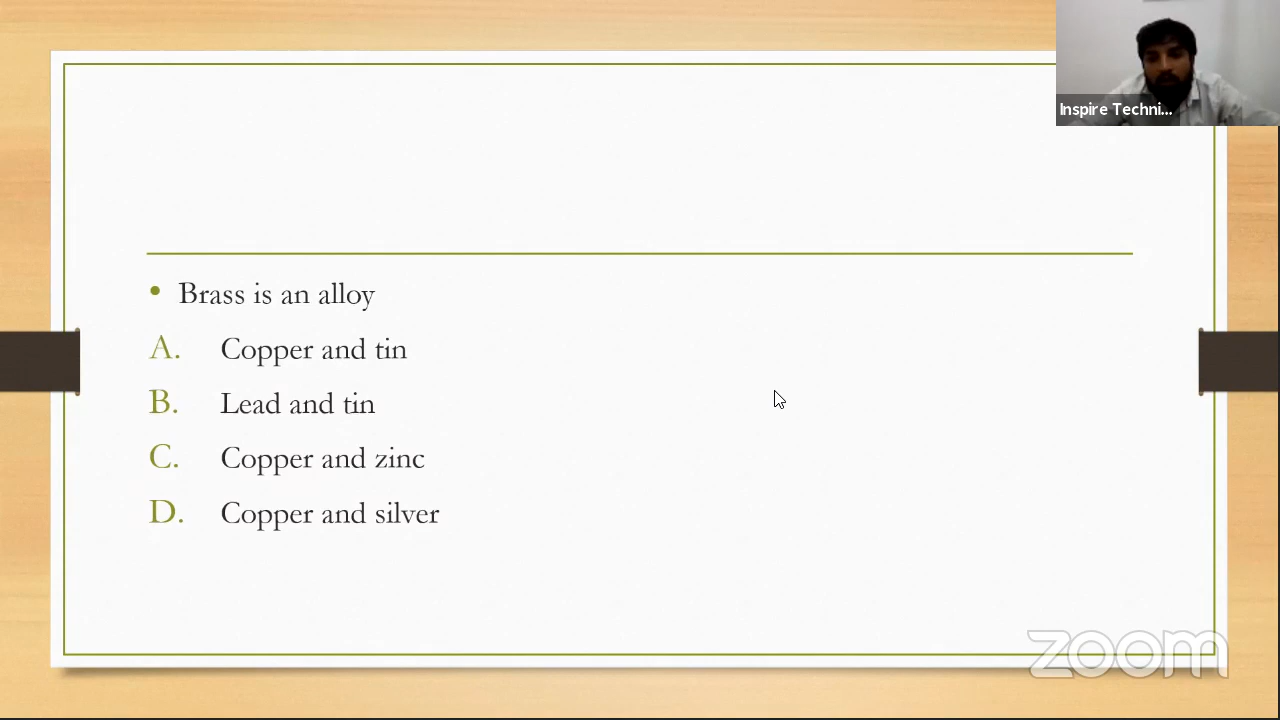 Inspire Techni...
• Brass is an alloy
A. Copper and tin
B. Lead and tin
C. Copper and zinc
D. Copper and silver
zoom